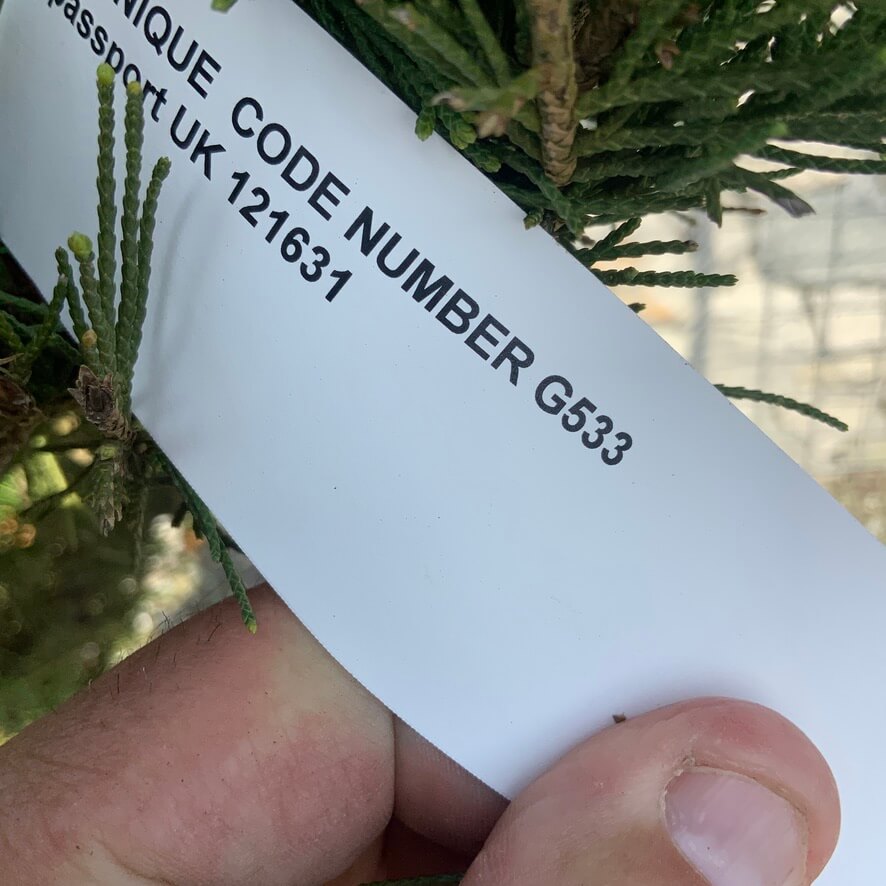 NIQUE CODE NUMBER G533
passport UK 121631